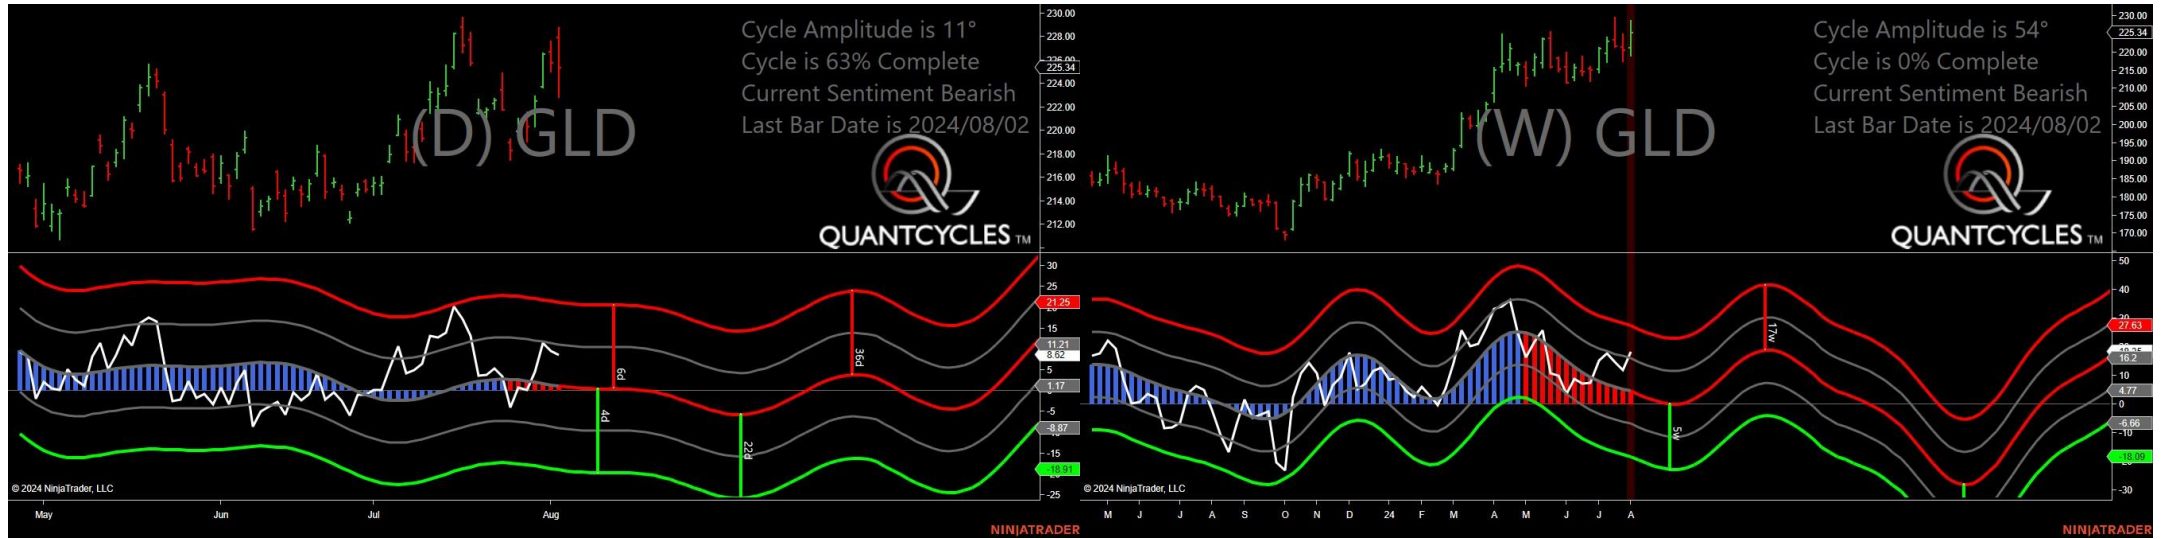 Cycle Amplitude is 11°
Cycle is 63% Complete
Current Sentiment Bearish
Last Bar Date is 2024/08/02
(D) GLD
QUANTCYCLES TM
230.00
228.00
226.00
225.34
224.00
222.00
220.00
218.00
216.00
214.00
212.00
30
25
21.25
20
15
11.21
8.62
5
1.17
-5
-8.87
-15
-18.91
-25
6d
4d
22d
36d
© 2024 NinjaTrader, LLC
May Jun Jul Aug
NINJATRADER
Cycle Amplitude is 54°
Cycle is 0% Complete
Current Sentiment Bearish
Last Bar Date is 2024/08/02
(W) GLD
QUANTCYCLES TM
230.00
225.34
220.00
215.00
210.00
205.00
200.00
195.00
190.00
185.00
180.00
175.00
170.00
50
40
27.63
16.2
10
4.77
0
-6.66
-10
-18.09
-30
17w
5w
© 2024 NinjaTrader, LLC
M J J A S O N D 24 F M A M J J A
NINJATRADER